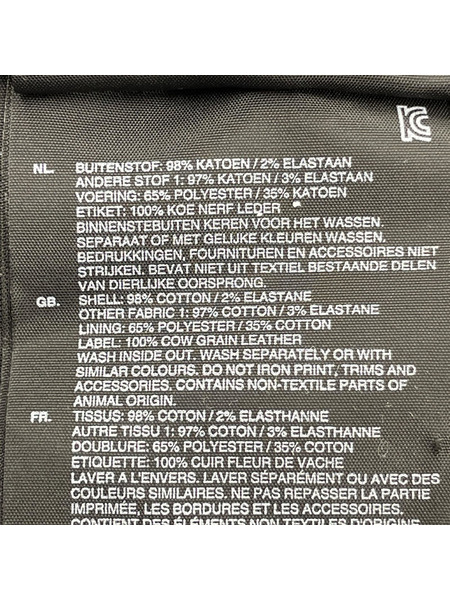 KC
NL. BUITENSTOF: 98% KATOEN / 2% ELASTAAN
ANDERE STOF 1: 97% KATOEN / 3% ELASTAAN
VOERING: 65% POLYESTER / 35% KATOEN
ETIKET: 100% KOE NERF LEDER
BINNENSTEBUITEN KEREN VOOR HET WASSEN.
SEPARAAT OF MET GELIJKE KLEUREN WASSEN.
BEDRUKKINGEN, FOURNITUREN EN ACCESSOIRES NIET
STRIJKEN. BEVAT NIET UIT TEXTIEL BESTAANDE DELEN
VAN DIERLIJKE OORSPRONG.
GB. SHELL: 98% COTTON / 2% ELASTANE
OTHER FABRIC 1: 97% COTTON / 3% ELASTANE
LINING: 65% POLYESTER / 35% COTTON
LABEL: 100% COW GRAIN LEATHER
WASH INSIDE OUT. WASH SEPARATELY OR WITH
SIMILAR COLOURS. DO NOT IRON PRINT, TRIMS AND
ACCESSORIES. CONTAINS NON-TEXTILE PARTS OF
ANIMAL ORIGIN.
FR. TISSUS: 98% COTON / 2% ELASTHANNE
AUTRE TISSU 1: 97% COTON / 3% ELASTHANNE
DOUBLURE: 65% POLYESTER / 35% COTON
ETIQUETTE: 100% CUIR FLEUR DE VACHE
LAVER A L'ENVERS. LAVER SÉPARÉMENT OU AVEC DES
COULEURS SIMILAIRES. NE PAS REPASSER LA PARTIE
IMPRIMÉE, LES BORDURES ET LES ACCESSOIRES.
CONTIENT DES ÉLÉMENTS NON TEXTILES D'ORIGINE